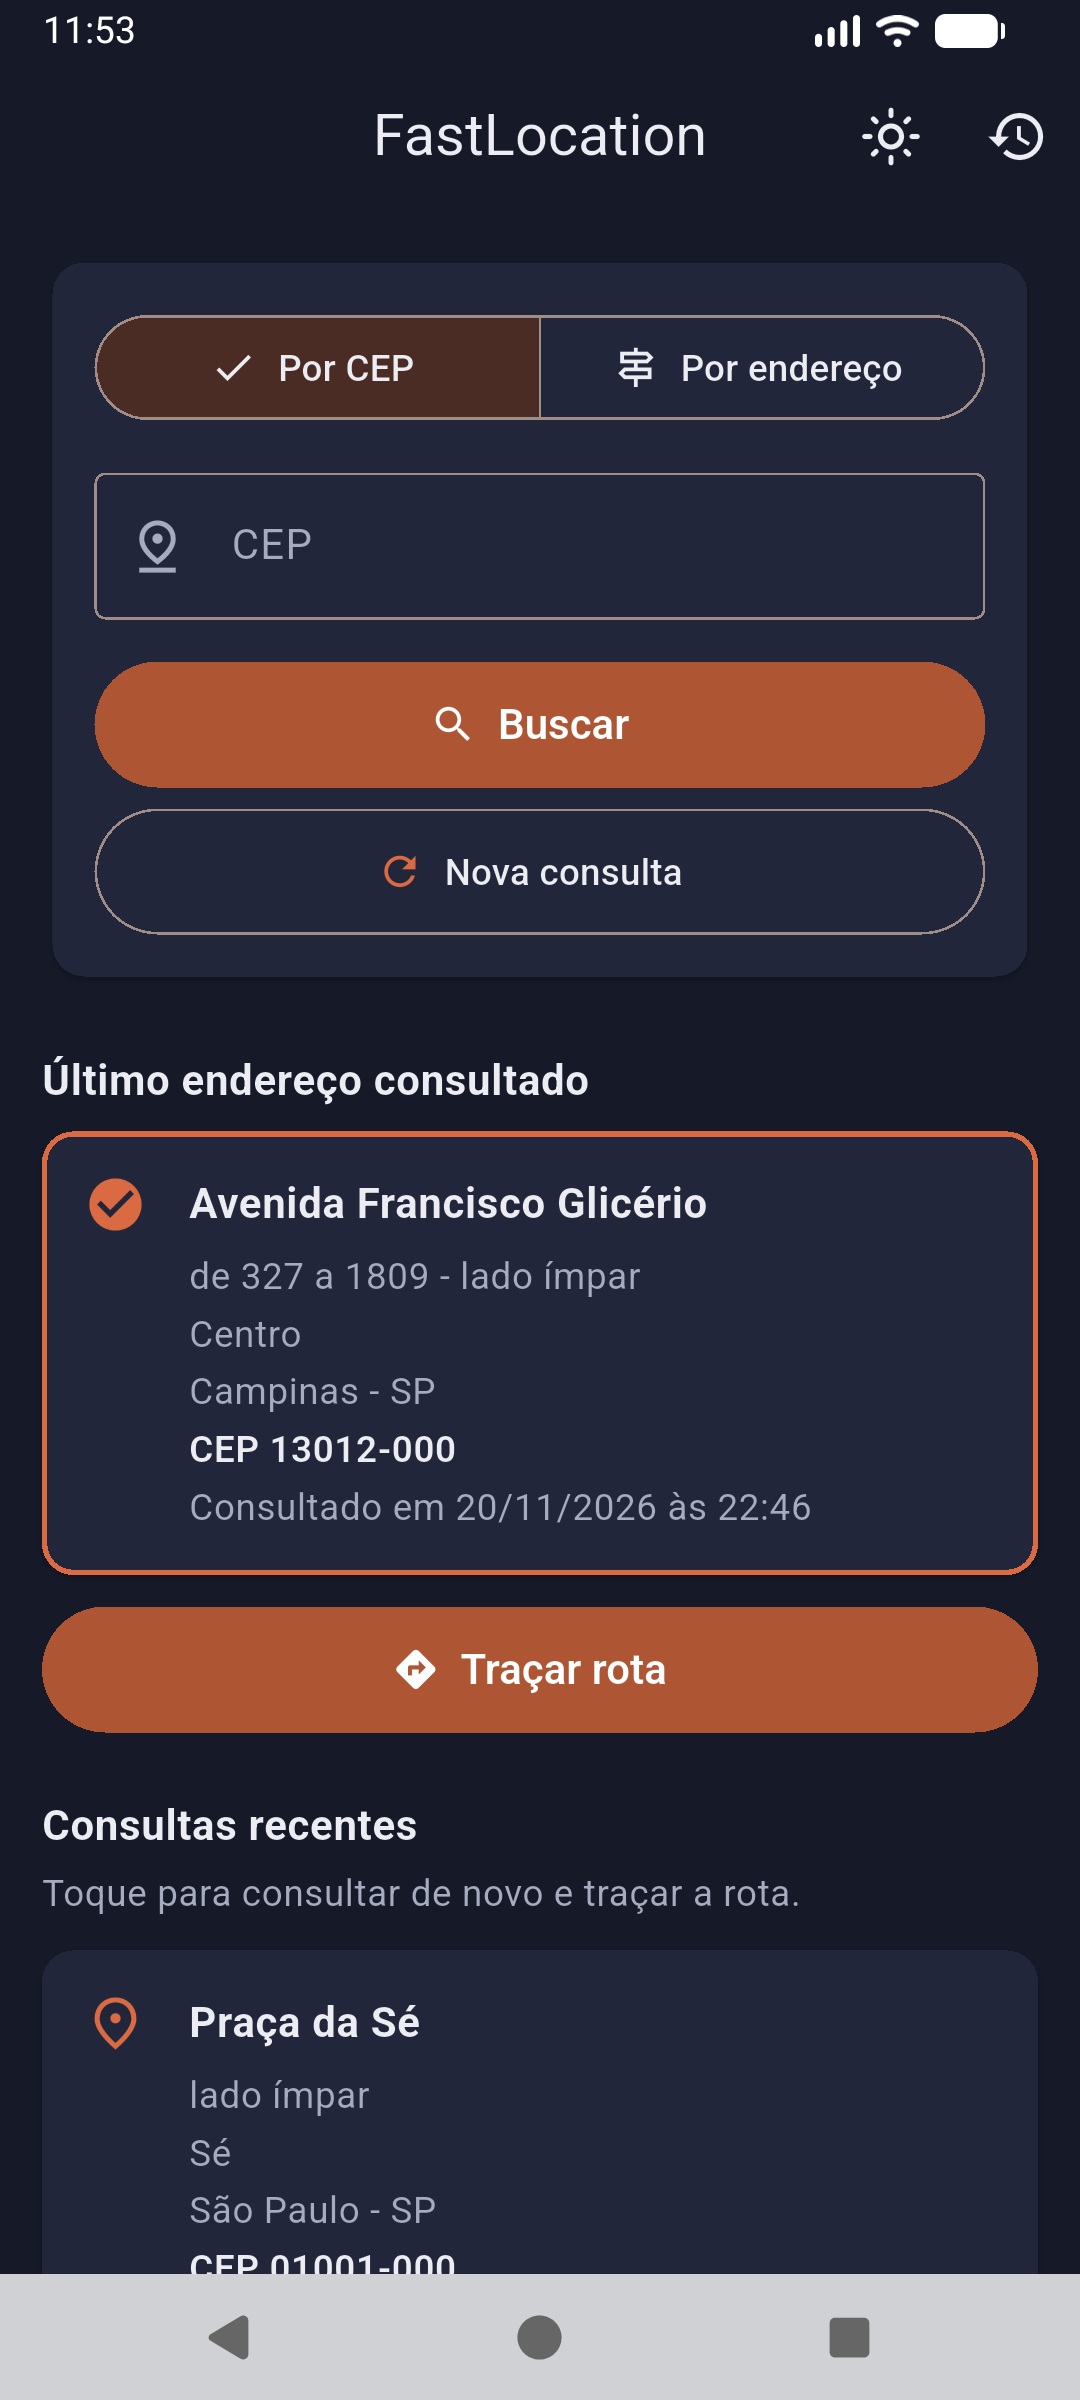 11:53
FastLocation
Por CEP
Por endereço
CEP
Buscar
Nova consulta
Último endereço consultado
Avenida Francisco Glicério
de 327 a 1809 - lado ímpar
Centro
Campinas - SP
CEP 13012-000
Consultado em 20/11/2026 às 22:46
Traçar rota
Consultas recentes
Toque para consultar de novo e traçar a rota.
Praça da Sé
lado ímpar
Sé
São Paulo - SP
CEP 01001-000